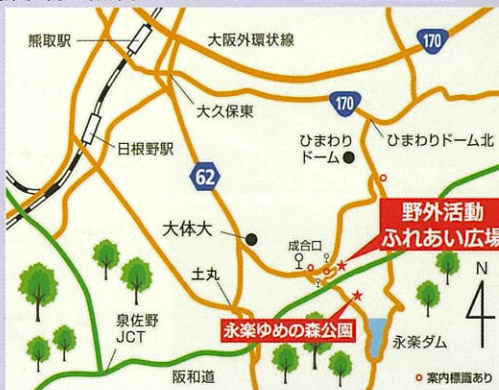 熊取駅
大阪外環状線
170
大久保東
170
日根野駅
ひまわり
ドーム
ひまわりドーム北
62
野外活動
ふれあい広場
大体大
成合口
土丸
N
永楽ゆめの森公園
泉佐野
JCT
永楽ダム
阪和道
案内標識あり